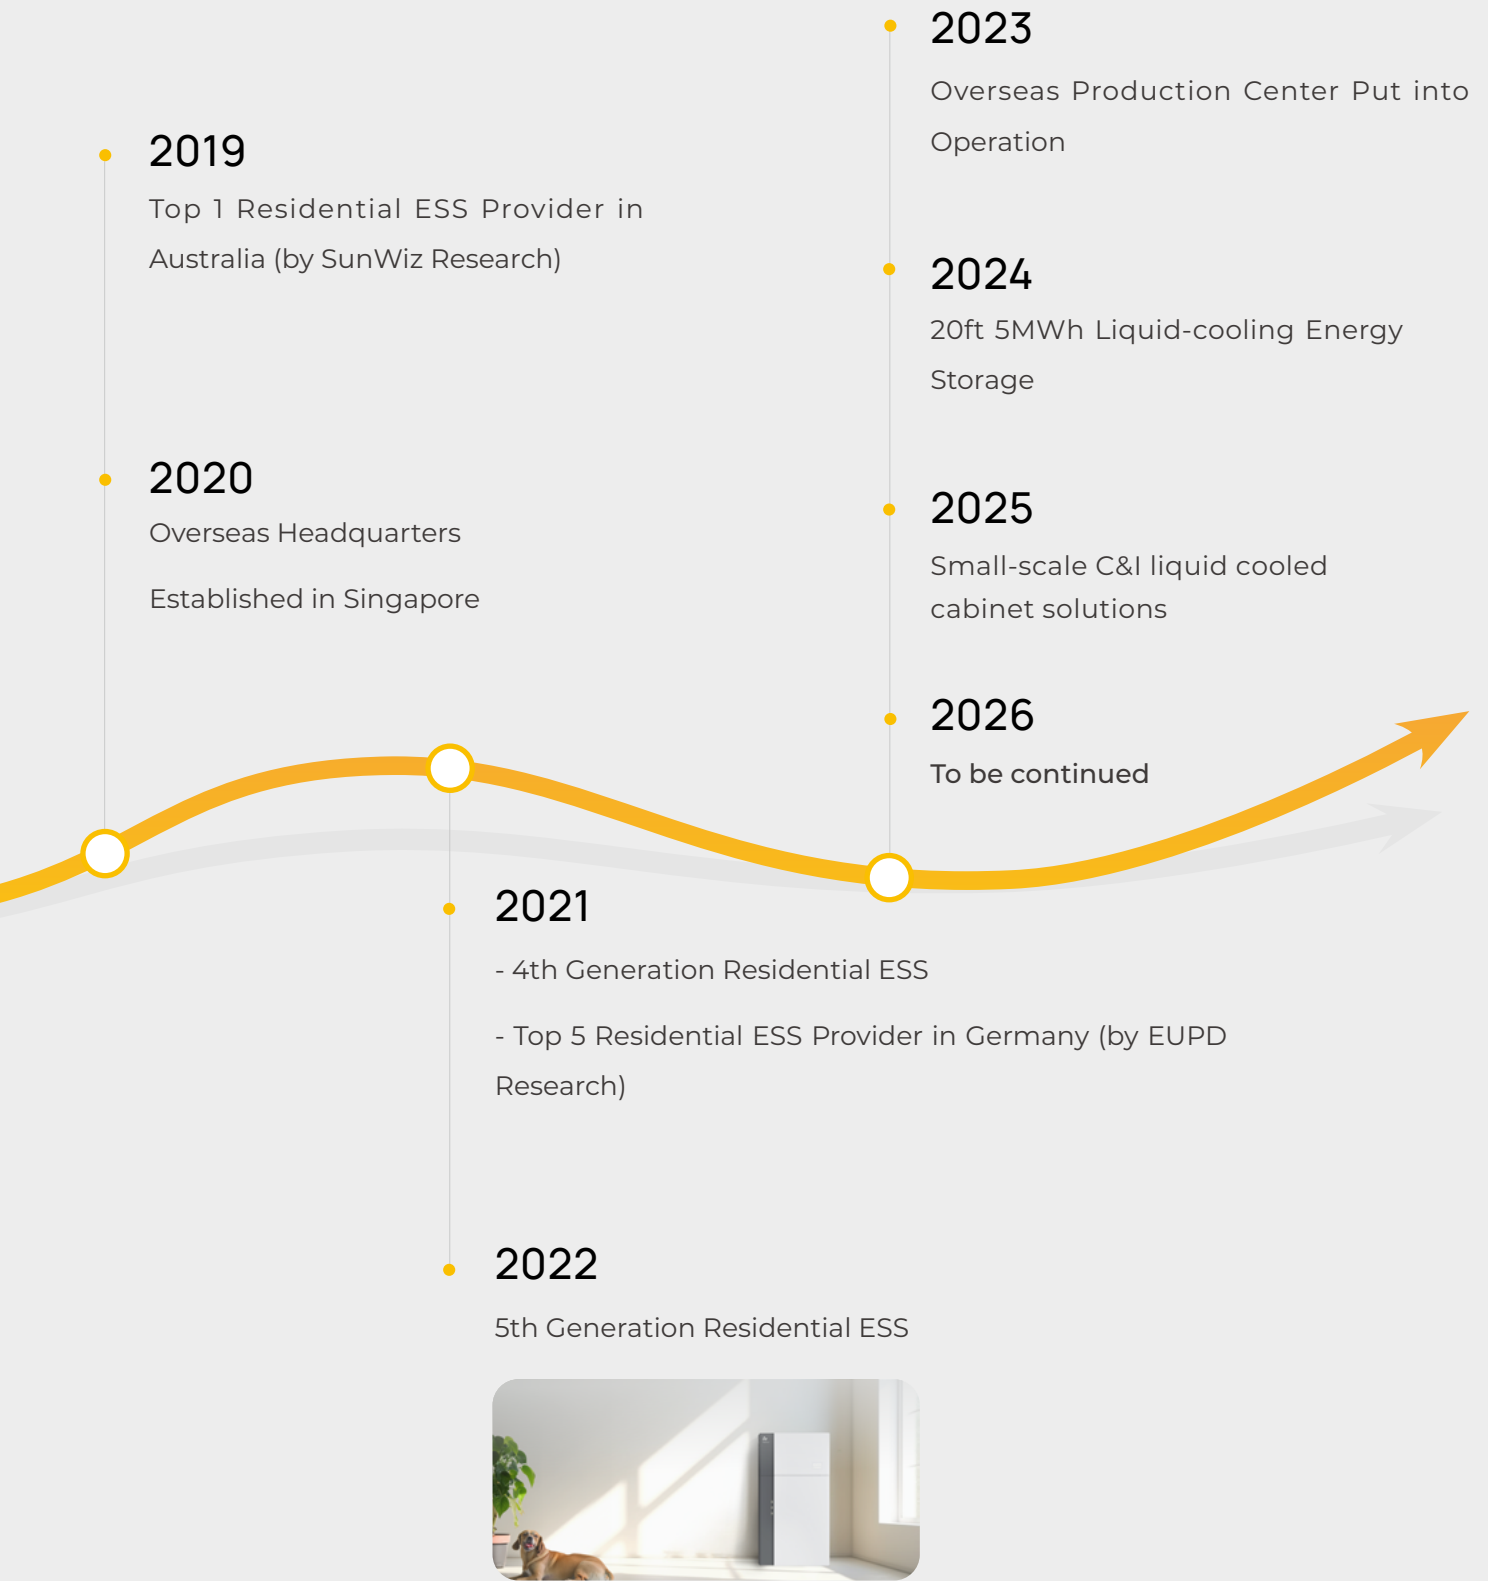 2019
Top 1 Residential ESS Provider in
Australia (by SunWiz Research)
2020
Overseas Headquarters
Established in Singapore
2021
- 4th Generation Residential ESS
- Top 5 Residential ESS Provider in Germany (by EUPD
Research)
2022
5th Generation Residential ESS
2023
Overseas Production Center Put into
Operation
2024
20ft 5MWh Liquid-cooling Energy
Storage
2025
Small-scale C&I liquid cooled
cabinet solutions
2026
To be continued